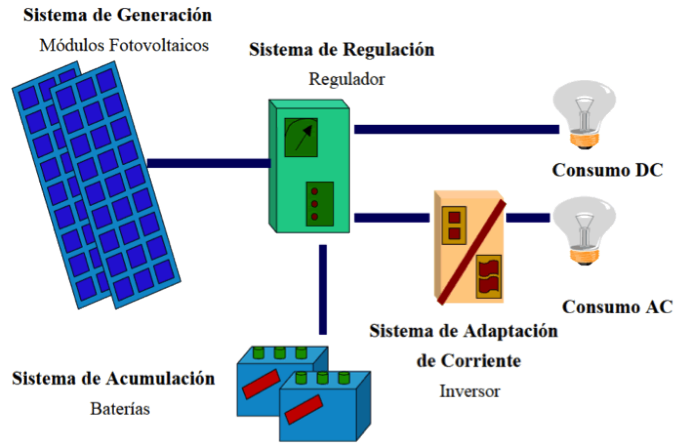 Sistema de Generación
Módulos Fotovoltaicos
Sistema de Regulación
Regulador
Consumo DC
Consumo AC
Sistema de Adaptación
de Corriente
Inversor
Sistema de Acumulación
Baterías